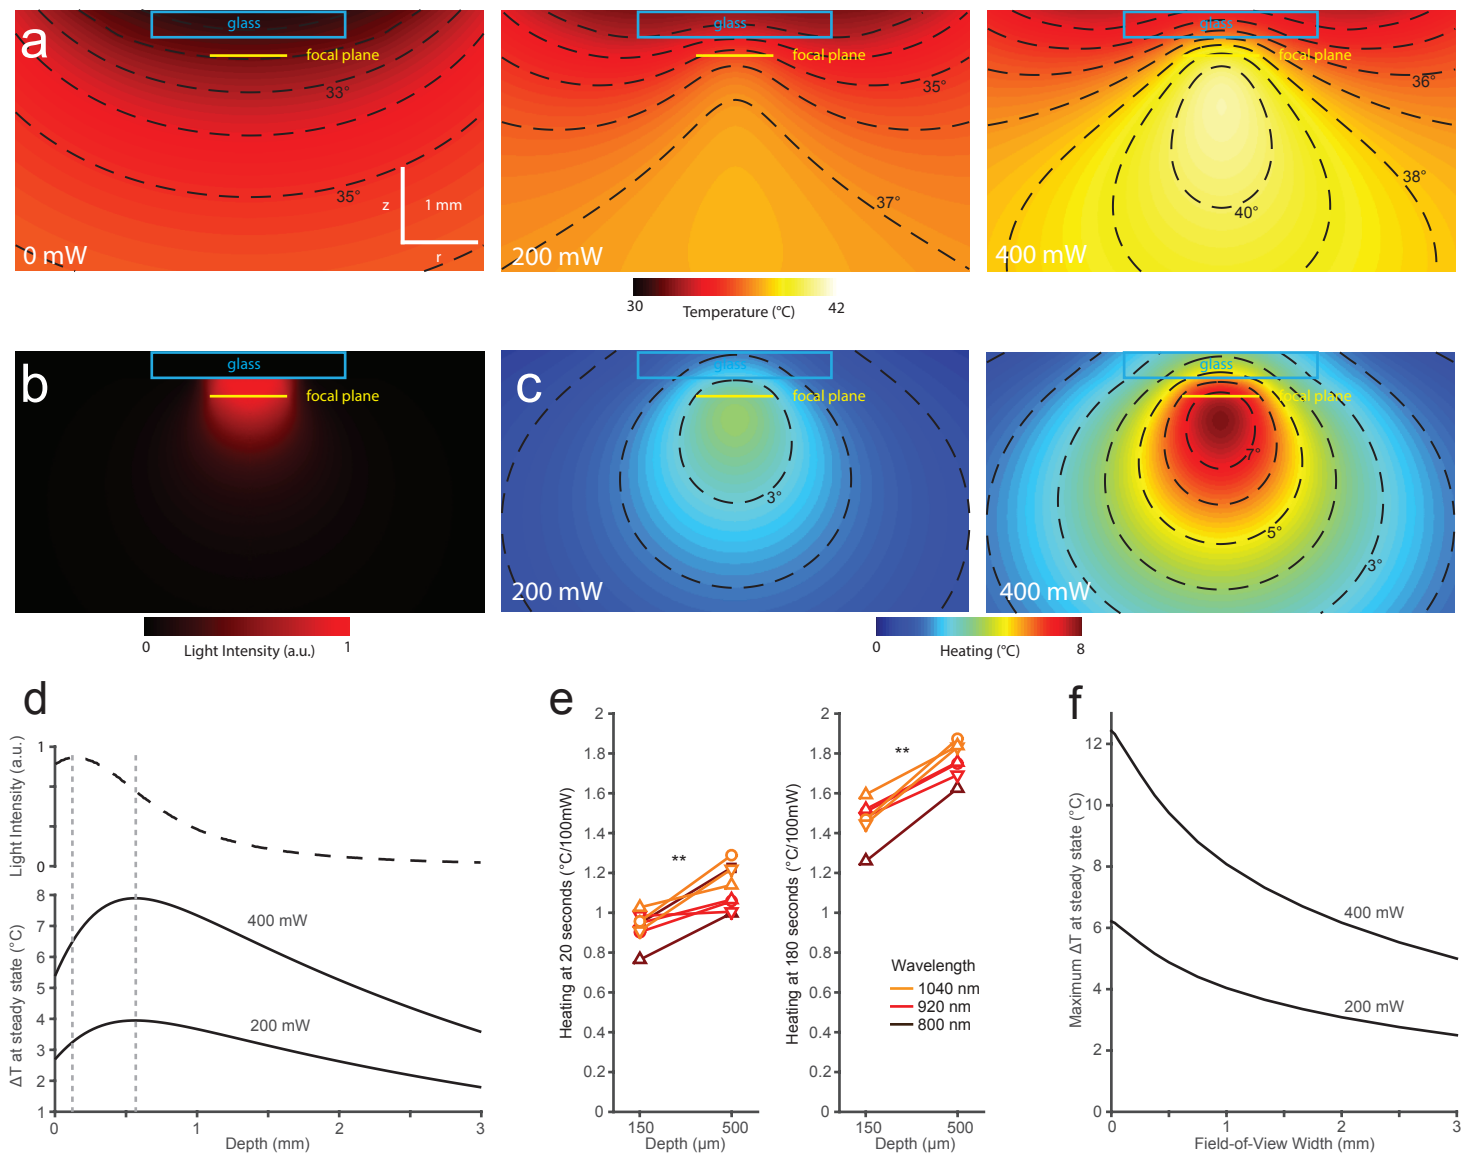 a
glass
focal plane
33°
35°
z
1 mm
r
0 mW
glass
focal plane
35°
37°
200 mW
glass
focal plane
36°
38°
40°
400 mW
30
42
Temperature (°C)
b
glass
focal plane
0
1
Light Intensity (a.u.)
c
glass
focal plane
3°
200 mW
glass
focal plane
7°
5°
3°
400 mW
0
8
Heating (°C)
d
Light Intensity (a.u.)
1
0
ΔT at steady state (°C)
8
7
6
5
4
3
2
1
400 mW
200 mW
0
1
2
3
Depth (mm)
e
Heating at 20 seconds (°C/100mW)
2
1.8
1.6
1.4
1.2
1
0.8
0.6
0.4
0.2
0
**
150
500
Depth (µm)
Heating at 180 seconds (°C/100mW)
2
1.8
1.6
1.4
1.2
1
0.8
0.6
0.4
0.2
0
**
Wavelength
1040 nm
920 nm
800 nm
150
500
Depth (µm)
f
Maximum ΔT at steady state (°C)
12
10
8
6
4
2
0
400 mW
200 mW
0
1
2
3
Field-of-View Width (mm)